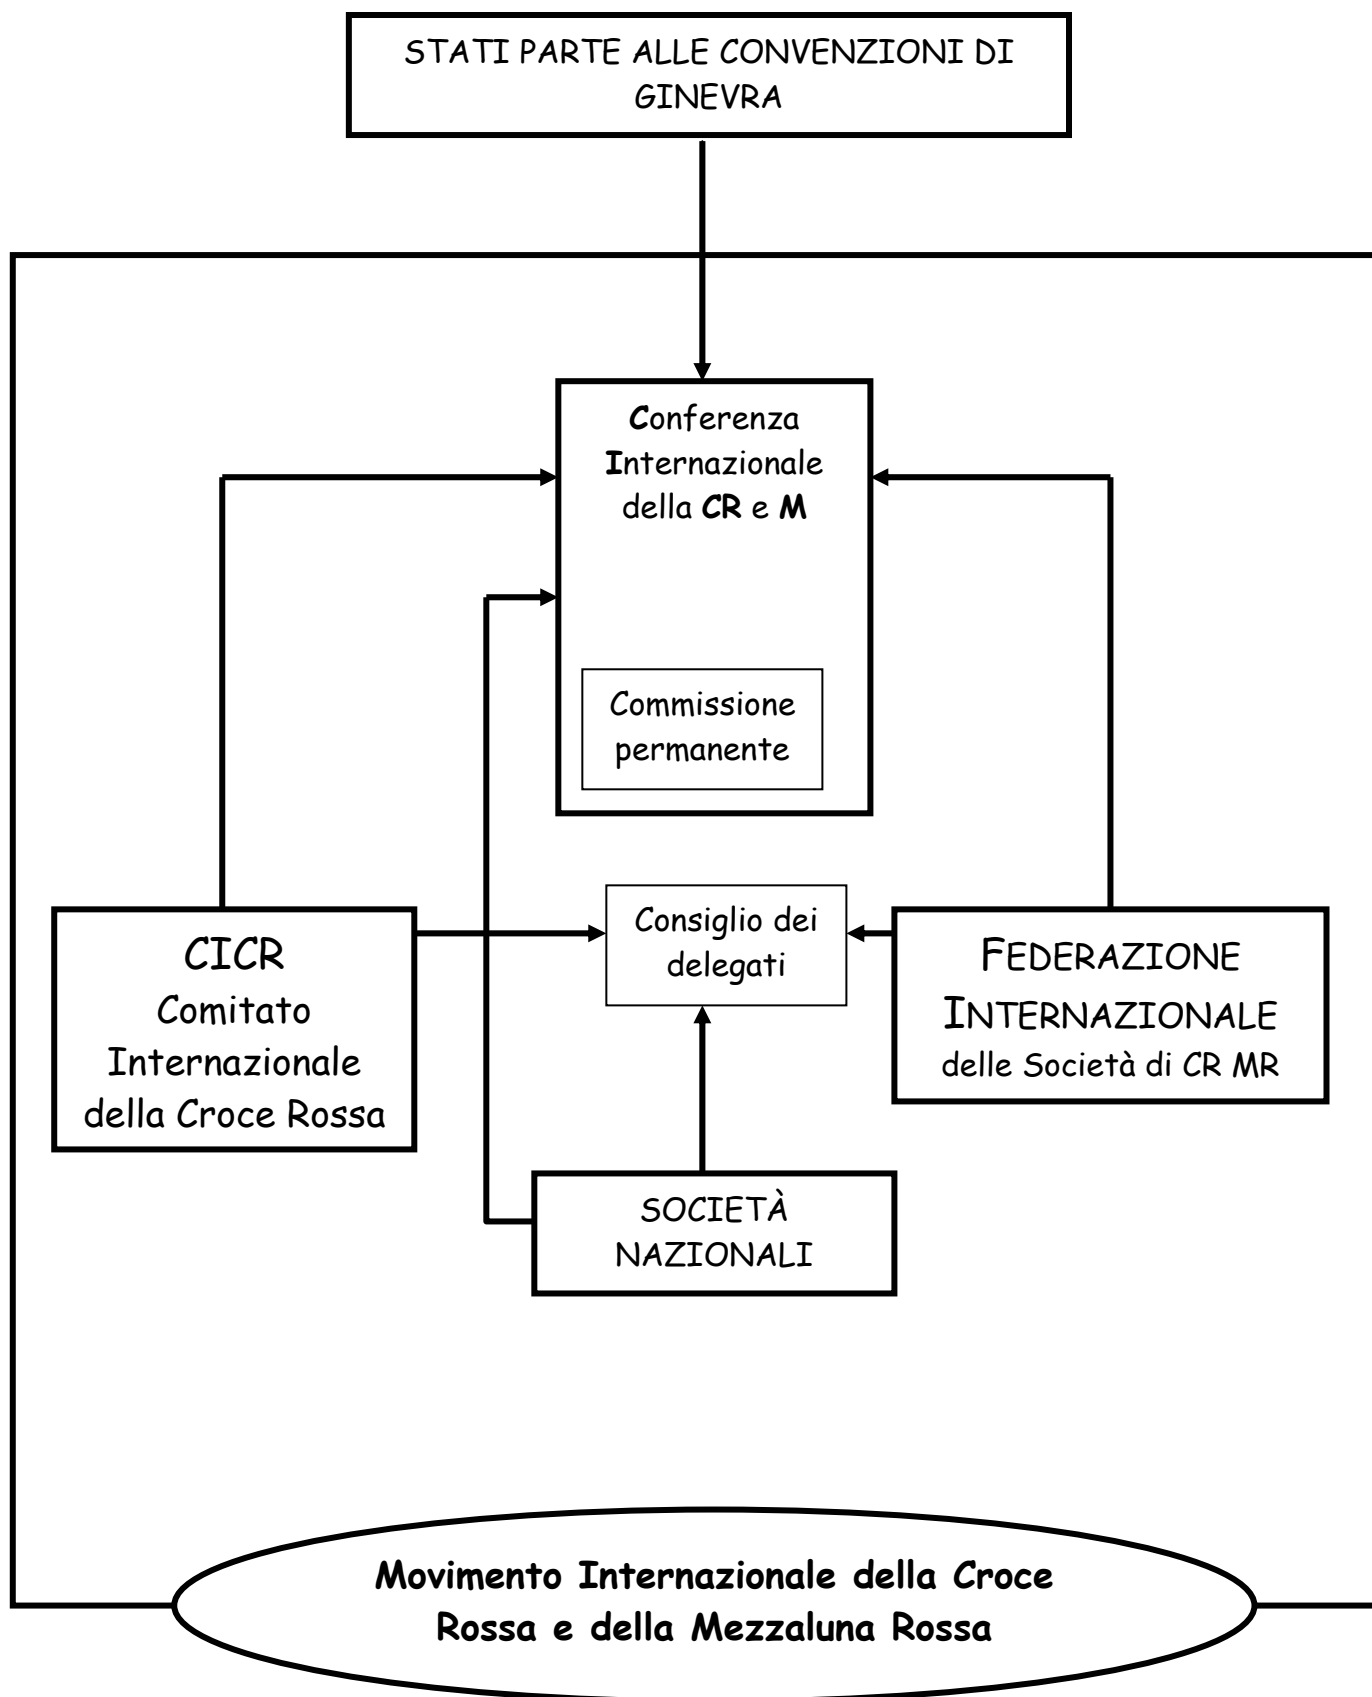 STATI PARTE ALLE CONVENZIONI DI
GINEVRA
Conferenza
Internazionale
della CR e M
Commissione
permanente
Consiglio dei
delegati
CICR
Comitato
Internazionale
della Croce Rossa
FEDERAZIONE
INTERNAZIONALE
delle Società di CR MR
SOCIETÀ
NAZIONALI
Movimento Internazionale della Croce
Rossa e della Mezzaluna Rossa